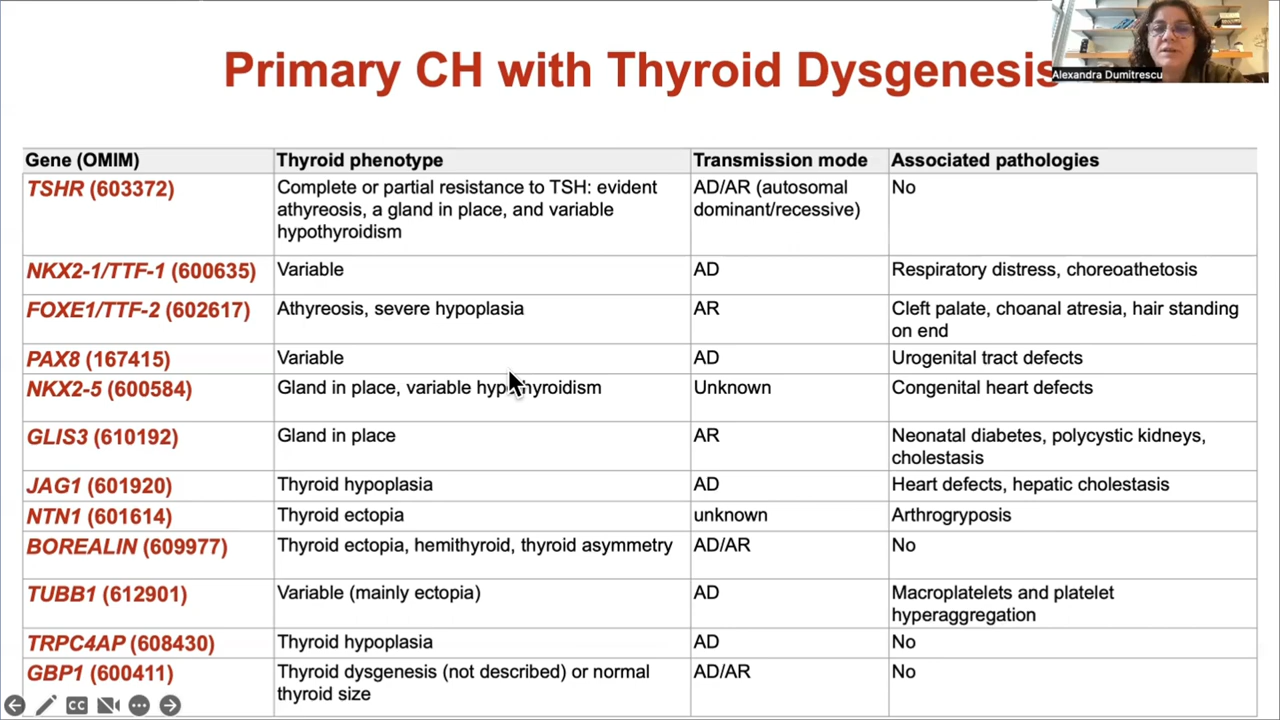 Primary CH with Thyroid Dysgenesis
Alexandra Dumitrescu
Gene (OMIM) Thyroid phenotype Transmission mode Associated pathologies
TSHR (603372) Complete or partial resistance to TSH: evident athyreosis, a gland in place, and variable hypothyroidism AD/AR (autosomal dominant/recessive) No
NKX2-1/TTF-1 (600635) Variable AD Respiratory distress, choreoathetosis
FOXE1/TTF-2 (602617) Athyreosis, severe hypoplasia AR Cleft palate, choanal atresia, hair standing on end
PAX8 (167415) Variable AD Urogenital tract defects
NKX2-5 (600584) Gland in place, variable hypothyroidism Unknown Congenital heart defects
GLIS3 (610192) Gland in place AR Neonatal diabetes, polycystic kidneys, cholestasis
JAG1 (601920) Thyroid hypoplasia AD Heart defects, hepatic cholestasis
NTN1 (601614) Thyroid ectopia unknown Arthrogryposis
BOREALIN (609977) Thyroid ectopia, hemithyroid, thyroid asymmetry AD/AR No
TUBB1 (612901) Variable (mainly ectopia) AD Macroplatelets and platelet hyperaggregation
TRPC4AP (608430) Thyroid hypoplasia AD No
GBP1 (600411) Thyroid dysgenesis (not described) or normal thyroid size AD/AR No
CC